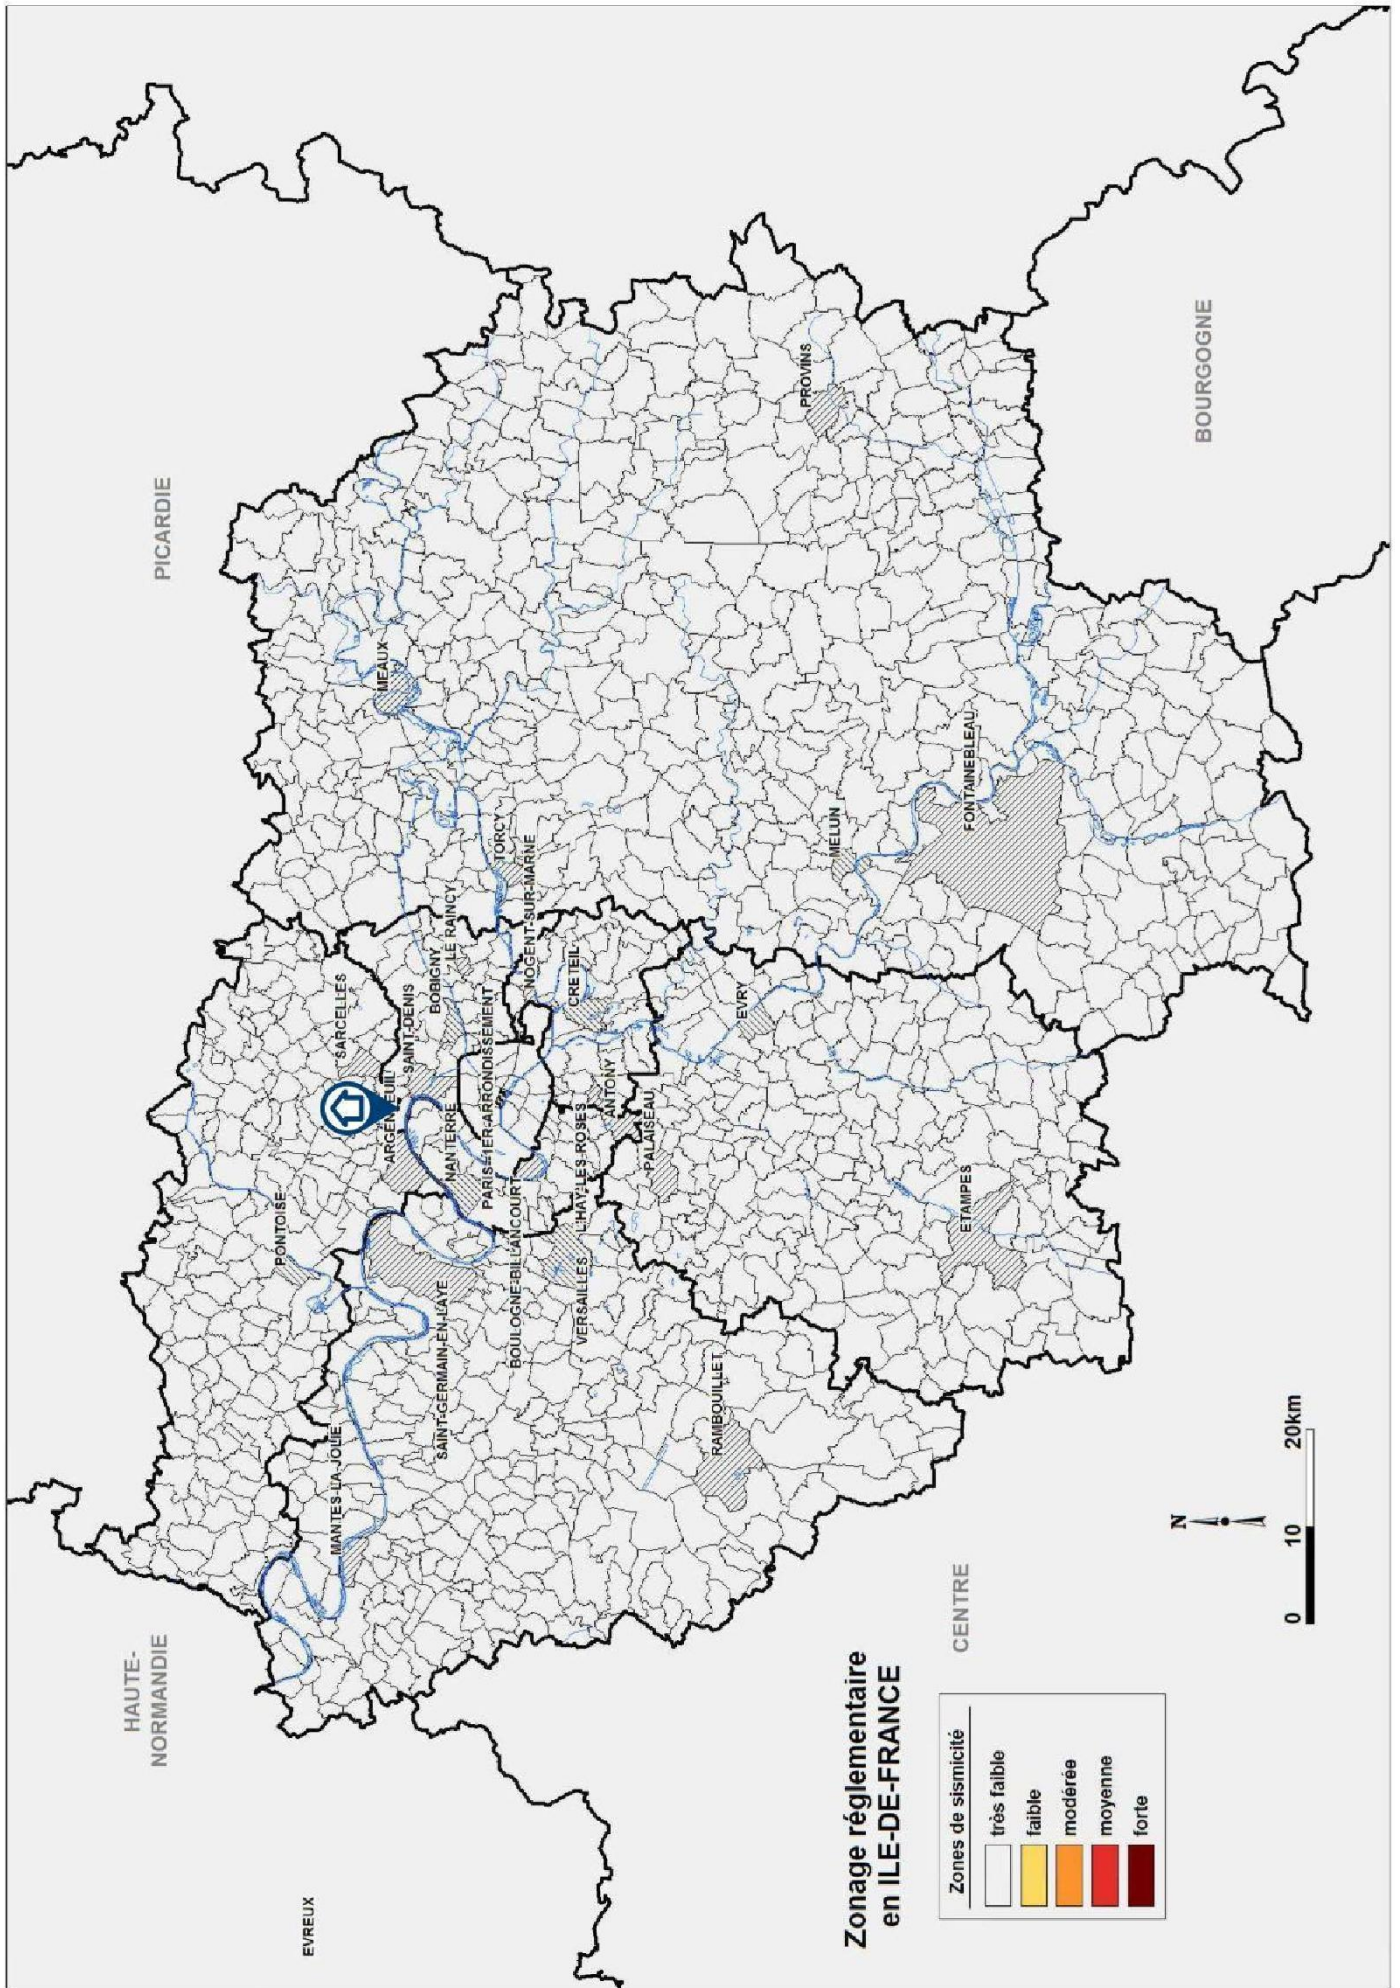 HAUTE-
NORMANDIE
PICARDIE
EVREUX
MANTES-LA-JOLIE
PONTOISE
SARCELLES
ARGENTEUIL
SAINT-DENIS
BOBIGNY
LE RAINCY
MEAUX
SAINT-GERMAIN-EN-LAYE
NANTERRE
PARIS-1ER-ARRONDISSEMENT
TORCY
NOGENT-SUR-MARNE
BOULOGNE-BILLANCOURT
VERSAILLES
L'HAY-LES-ROSES
CRETEIL
ANTONY
PALAISEAU
EVRY
RAMBOUILLET
MELUN
PROVINS
ETAMPES
FONTAINEBLEAU
BOURGOGNE
CENTRE
Zonage réglementaire
en ILE-DE-FRANCE
Zones de sismicité
très faible
faible
modérée
moyenne
forte
N
0 10 20km